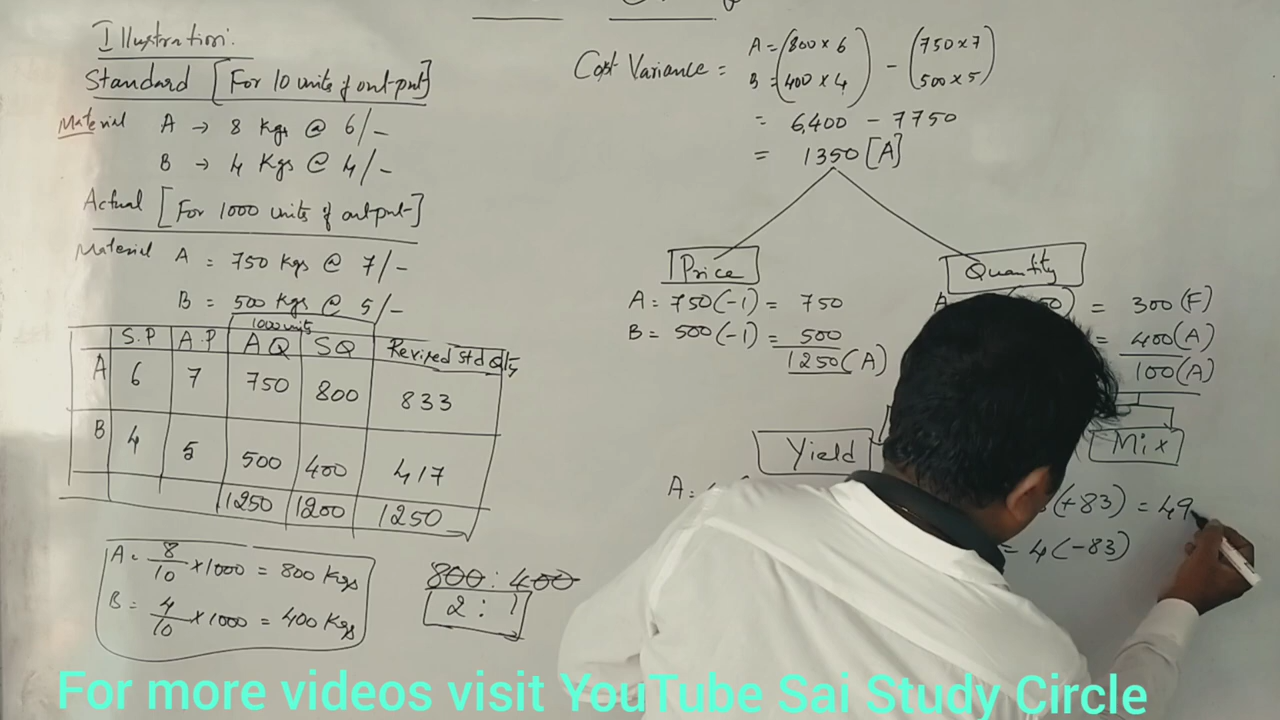 Illustration.
Standard [For 10 units of output]
Material A → 8 Kgs @ 6/-
B → 4 Kgs @ 4/-
Actual [For 1000 units of output]
Material A = 750 Kgs @ 7/-
B = 500 Kgs @ 5/-
1000 units
S.P A.P AQ SQ Revised Std Qty
A 6 7 750 800 833
B 4 5 500 400 417
1250 1200 1250
A = 8/10 × 1000 = 800 Kgs
B = 4/10 × 1000 = 400 Kgs
800 : 400
2 : 1
Cost Variance = A = (800 × 6) - (750 × 7)
B = (400 × 4) (500 × 5)
= 6,400 - 7750
= 1350 [A]
Price
A = 750 (-1) = 750
B = 500 (-1) = 500
1250 (A)
Quantity
= 300 (F)
= 400 (A)
100 (A)
Yield
A =
Mix
(+83) = 49
= 4 (-83)
For more videos visit YouTube Sai Study Circle